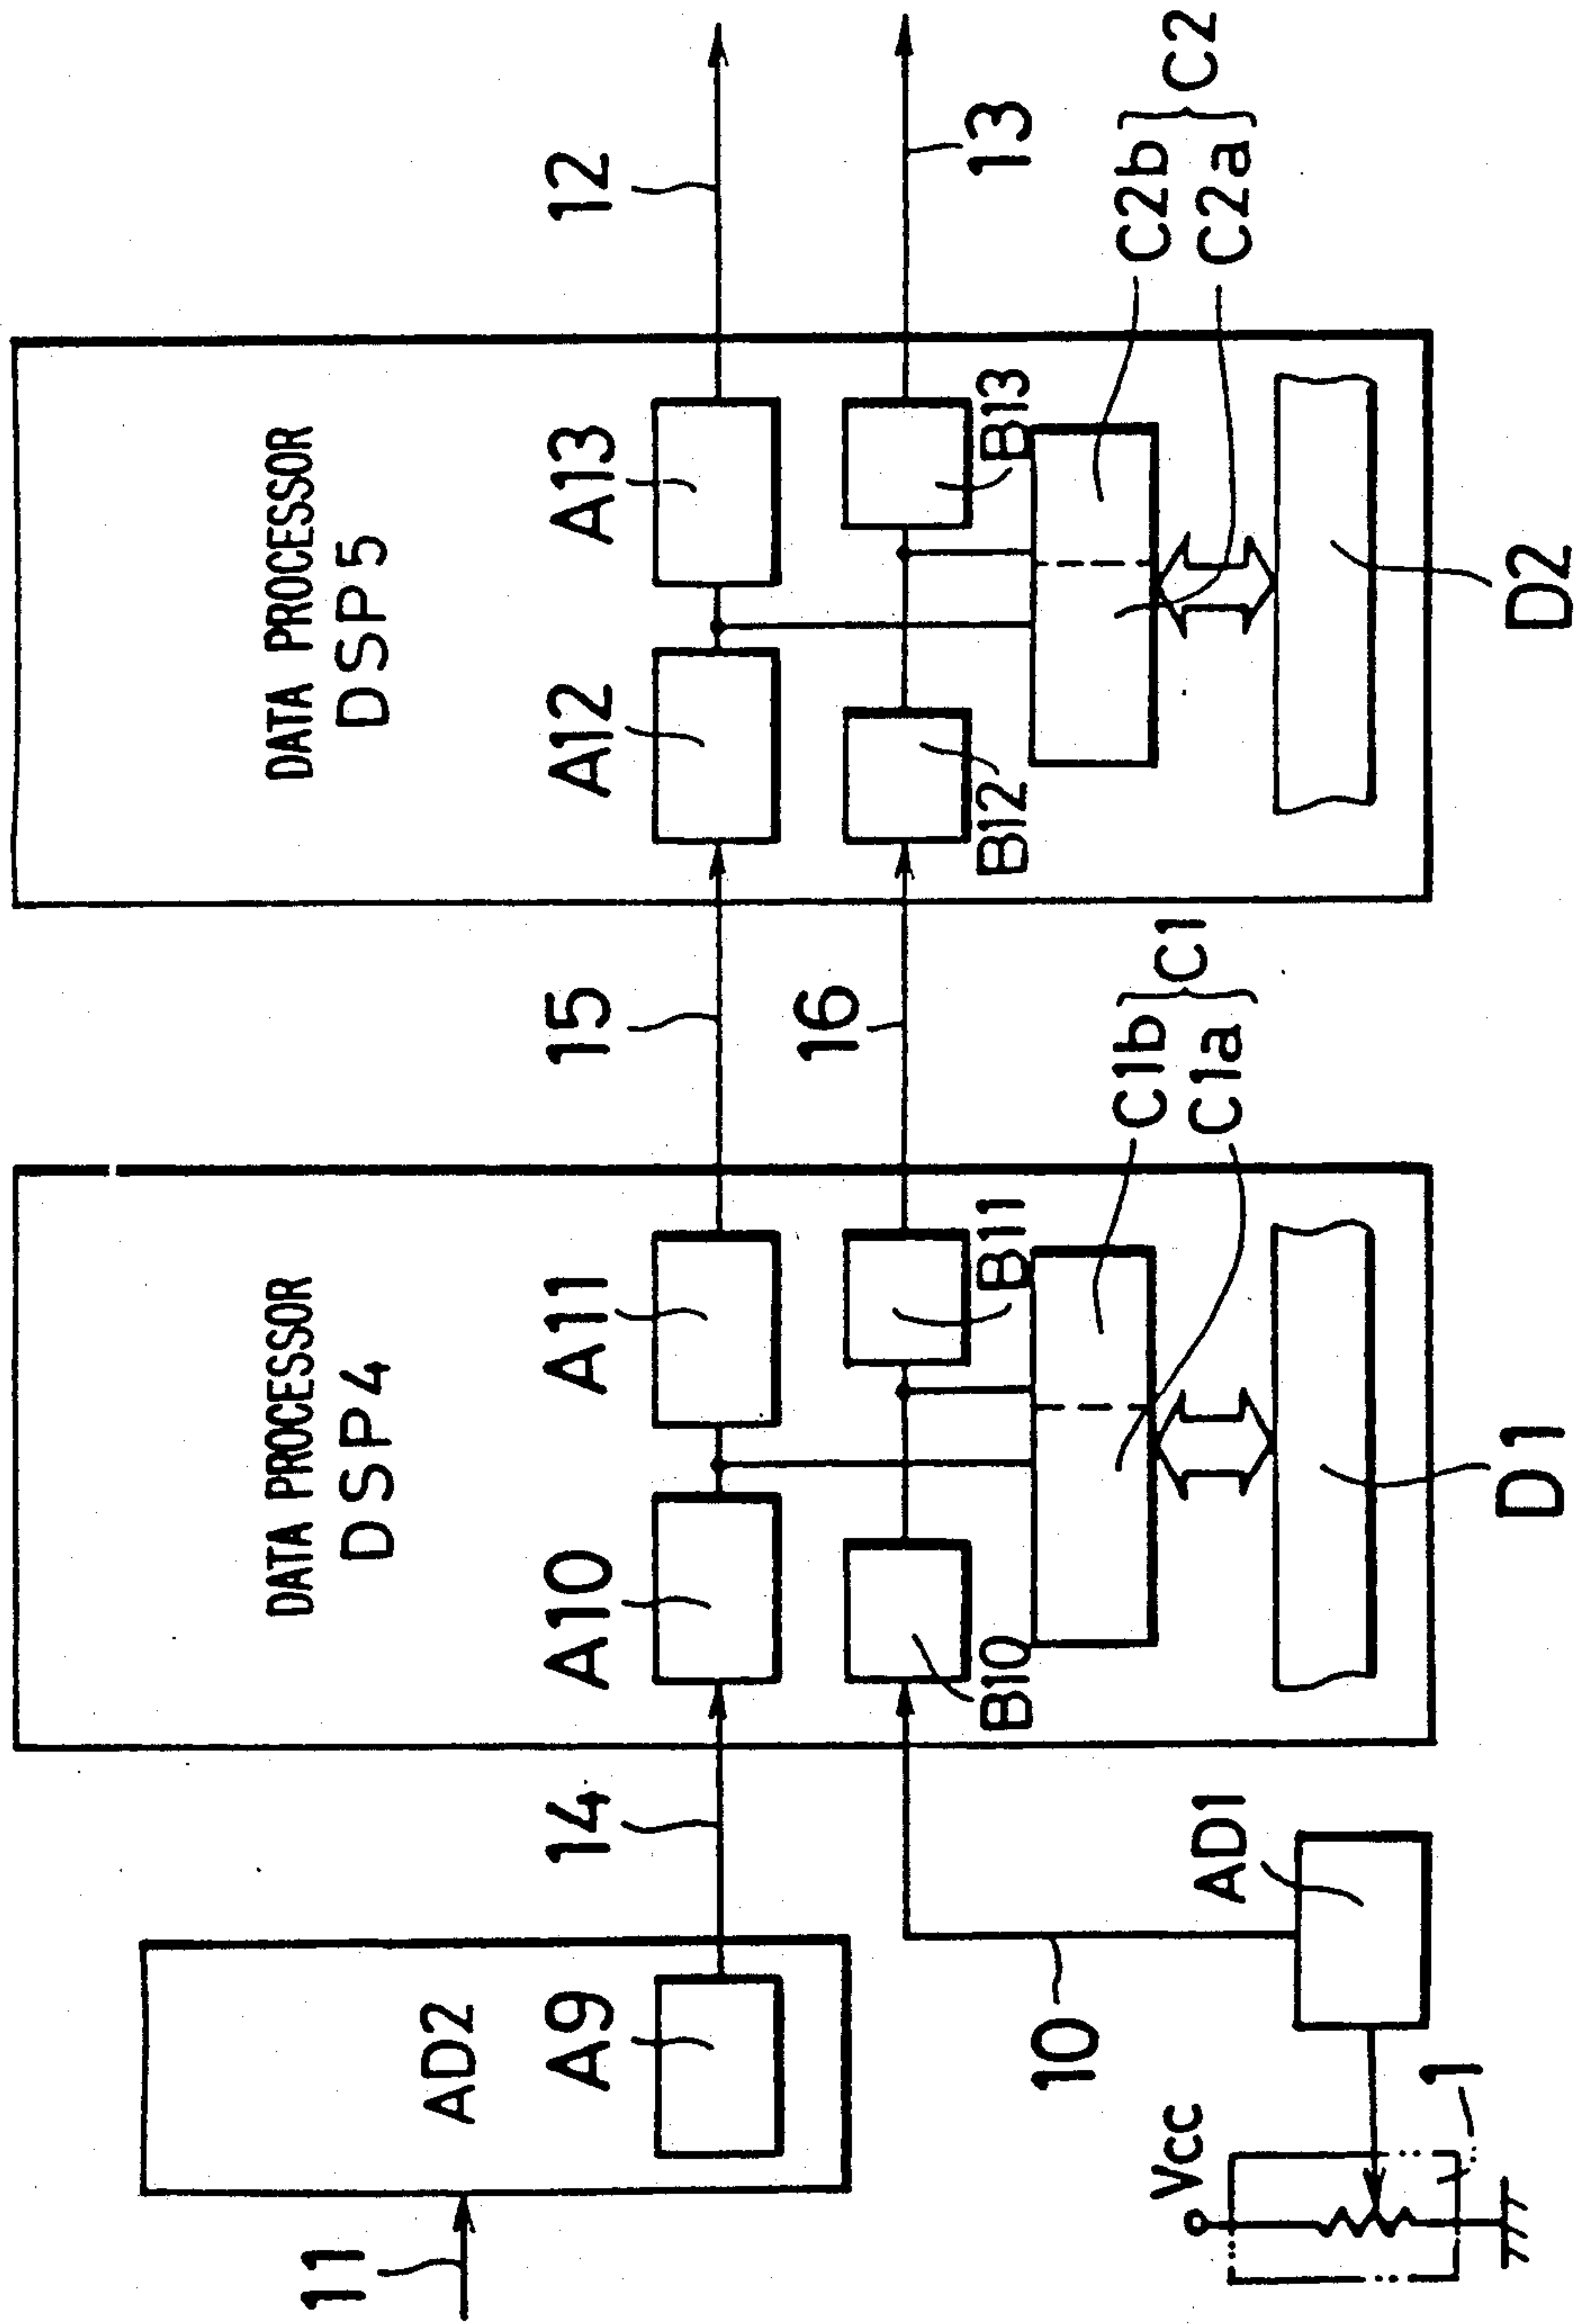 DATA PROCESSOR
DSP4
DATA PROCESSOR
DSP5
11
AD2
A9
14
A10
A11
15
A12
A13
12
B10
B11
16
B12
B13
13
10
AD1
Vcc
1
C1b
C1a
C1
C2b
C2a
C2
D1
D2